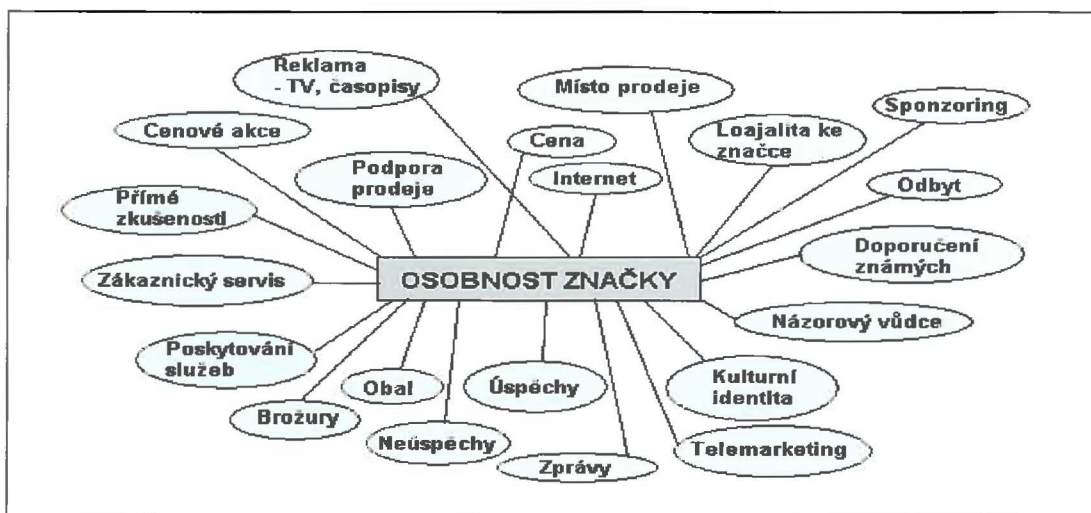 Reklama
- TV, časopisy
Místo prodeje
Sponzoring
Cenové akce
Cena
Loajalita ke
značce
Podpora
prodeje
Internet
Odbyt
Přímé
zkušenosti
Doporučení
známých
Zákaznický servis
OSOBNOST ZNAČKY
Názorový vůdce
Poskytování
služeb
Obal
Úspěchy
Kulturní
identita
Brožury
Neúspěchy
Telemarketing
Zprávy